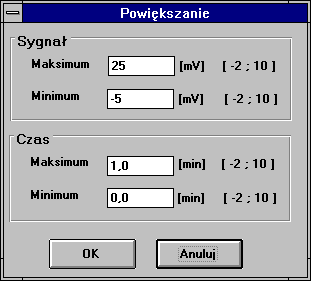 Powiększanie
Sygnał
Maksimum 25 [mV] [ -2 ; 10 ]
Minimum -5 [mV] [ -2 ; 10 ]
Czas
Maksimum 1,0 [min] [ -2 ; 10 ]
Minimum 0,0 [min] [ -2 ; 10 ]
OK Anuluj